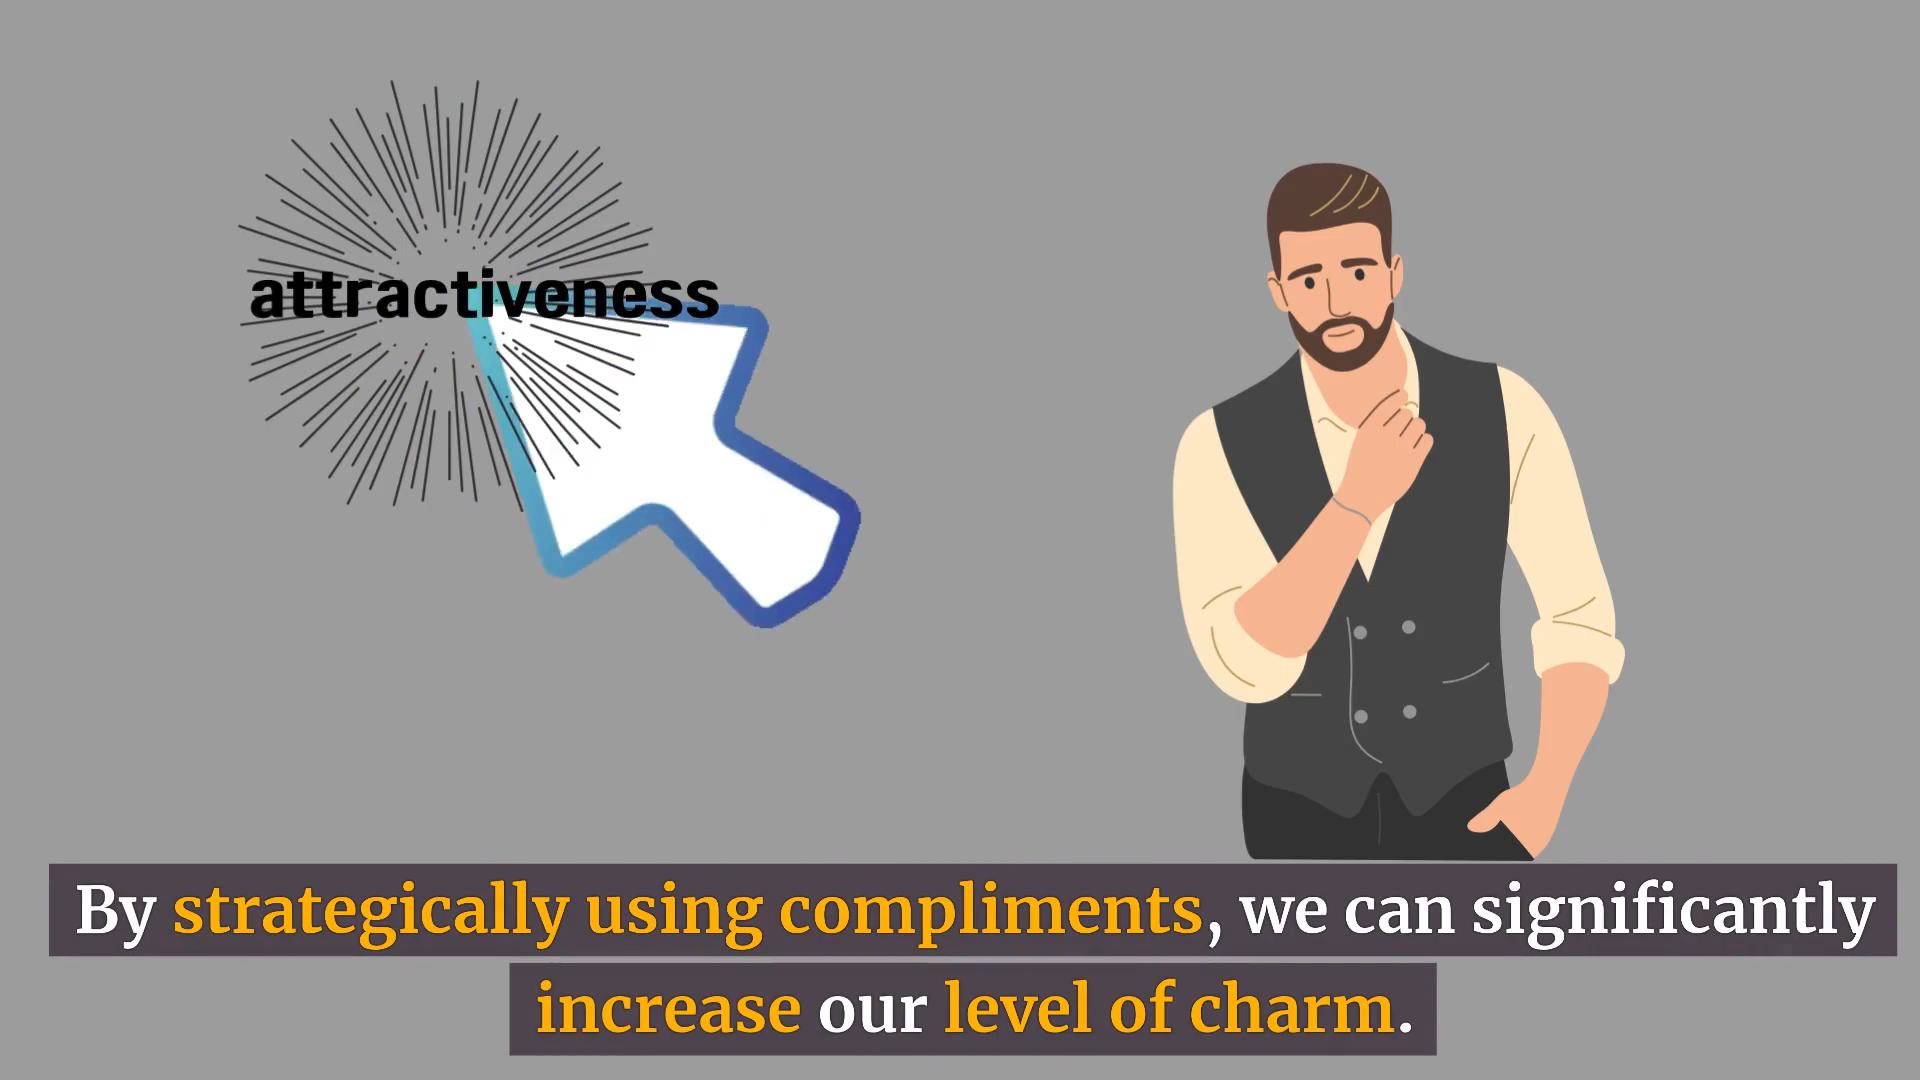 attractiveness
By strategically using compliments, we can significantly
increase our level of charm.